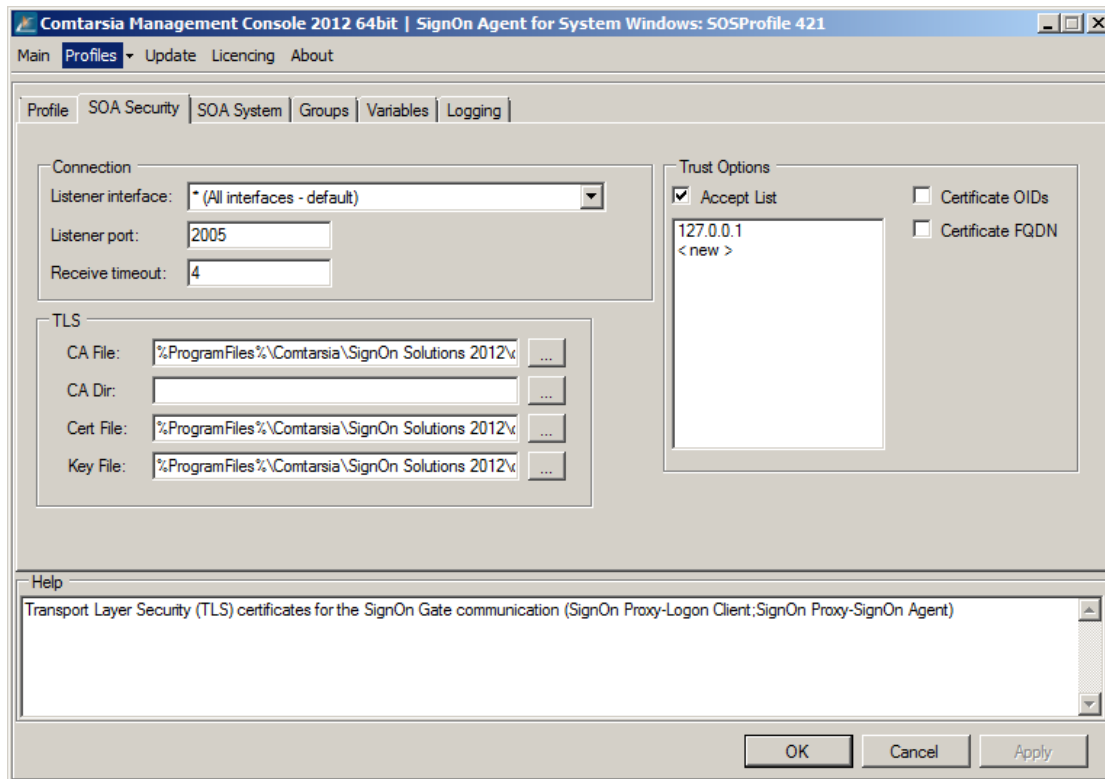 Comtarsia Management Console 2012 64bit | SignOn Agent for System Windows: SOSProfile 421
Main Profiles Update Licencing About
Profile SOA Security SOA System Groups Variables Logging
Connection
Listener interface: * (All interfaces - default)
Listener port: 2005
Receive timeout: 4
Trust Options
Accept List
Certificate OIDs
127.0.0.1
Certificate FQDN
< new >
TLS
CA File: %ProgramFiles%\Comtarsia\SignOn Solutions 2012\
...
CA Dir:
...
Cert File: %ProgramFiles%\Comtarsia\SignOn Solutions 2012\
...
Key File: %ProgramFiles%\Comtarsia\SignOn Solutions 2012\
...
Help
Transport Layer Security (TLS) certificates for the SignOn Gate communication (SignOn Proxy-Logon Client;SignOn Proxy-SignOn Agent)
OK Cancel Apply